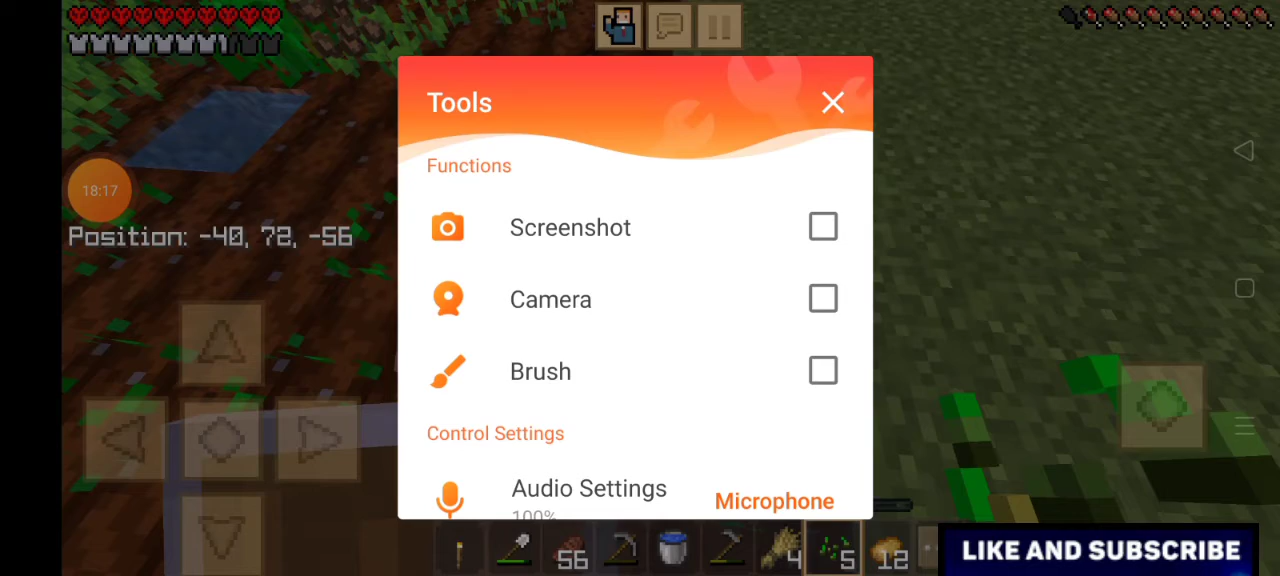 Tools
Functions
18:17
Screenshot
Position: -40, 72, -56
Camera
Brush
Control Settings
Audio Settings
Microphone
100%
56
4
5
12
LIKE AND SUBSCRIBE